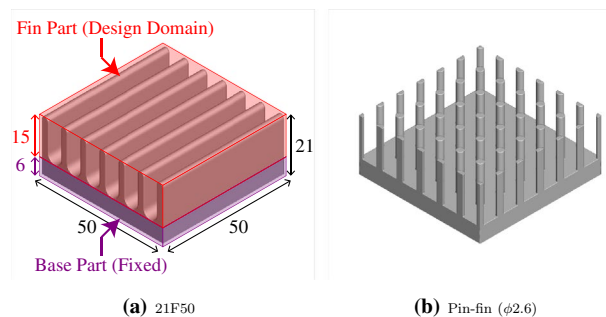 Fin Part (Design Domain)
15
6
21
50
50
Base Part (Fixed)
(a) 21F50
(b) Pin-fin (ϕ2.6)